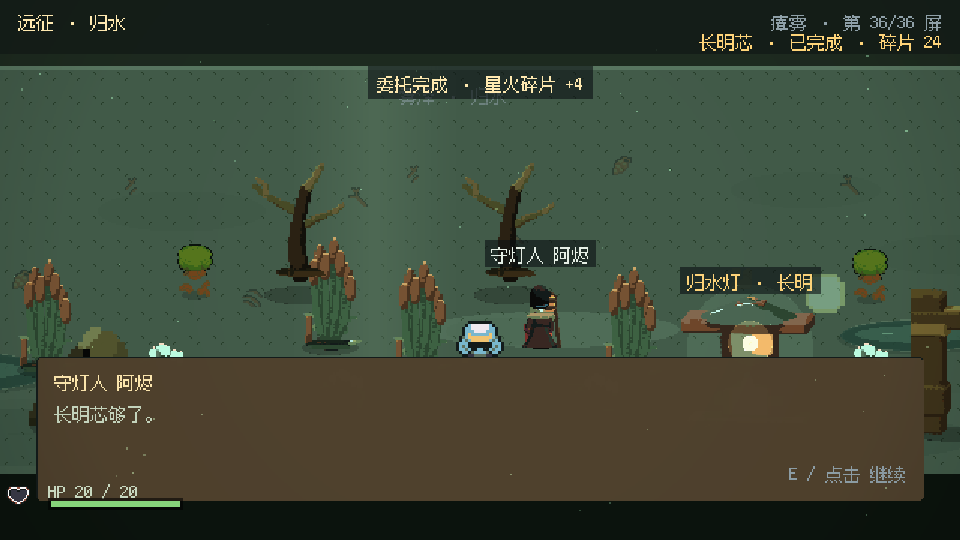 远征 · 归水
瘴雾 · 第 36/36 屏
长明芯 · 已完成 · 碎片 24
委托完成 · 星火碎片 +4
守灯人 阿烬
归水灯 · 长明
守灯人 阿烬
长明芯够了。
E / 点击 继续
HP 20 / 20